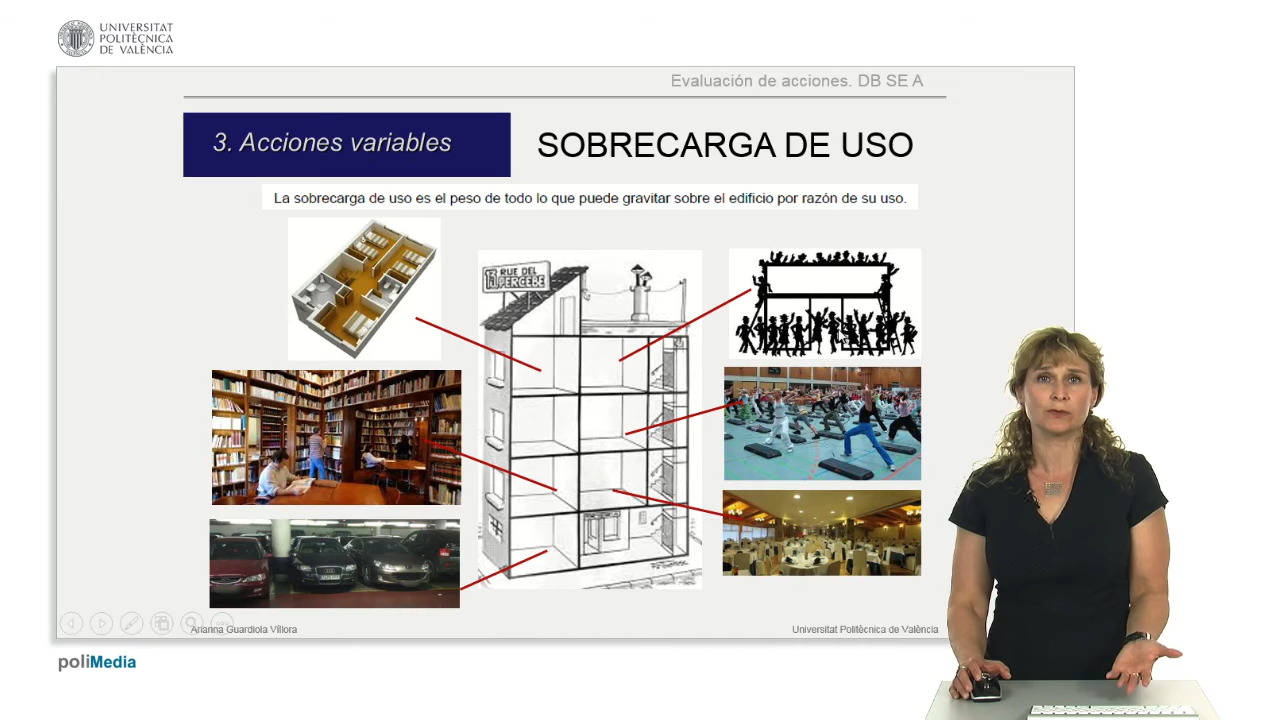 UNIVERSITAT
POLITÈCNICA
DE VALÈNCIA
Evaluación de acciones. DB SE A
3. Acciones variables
SOBRECARGA DE USO
La sobrecarga de uso es el peso de todo lo que puede gravitar sobre el edificio por razón de su uso.
13 RUE DEL
PERCEBE
Arianna Guardiola Víllora
Universitat Politècnica de València
poliMedia